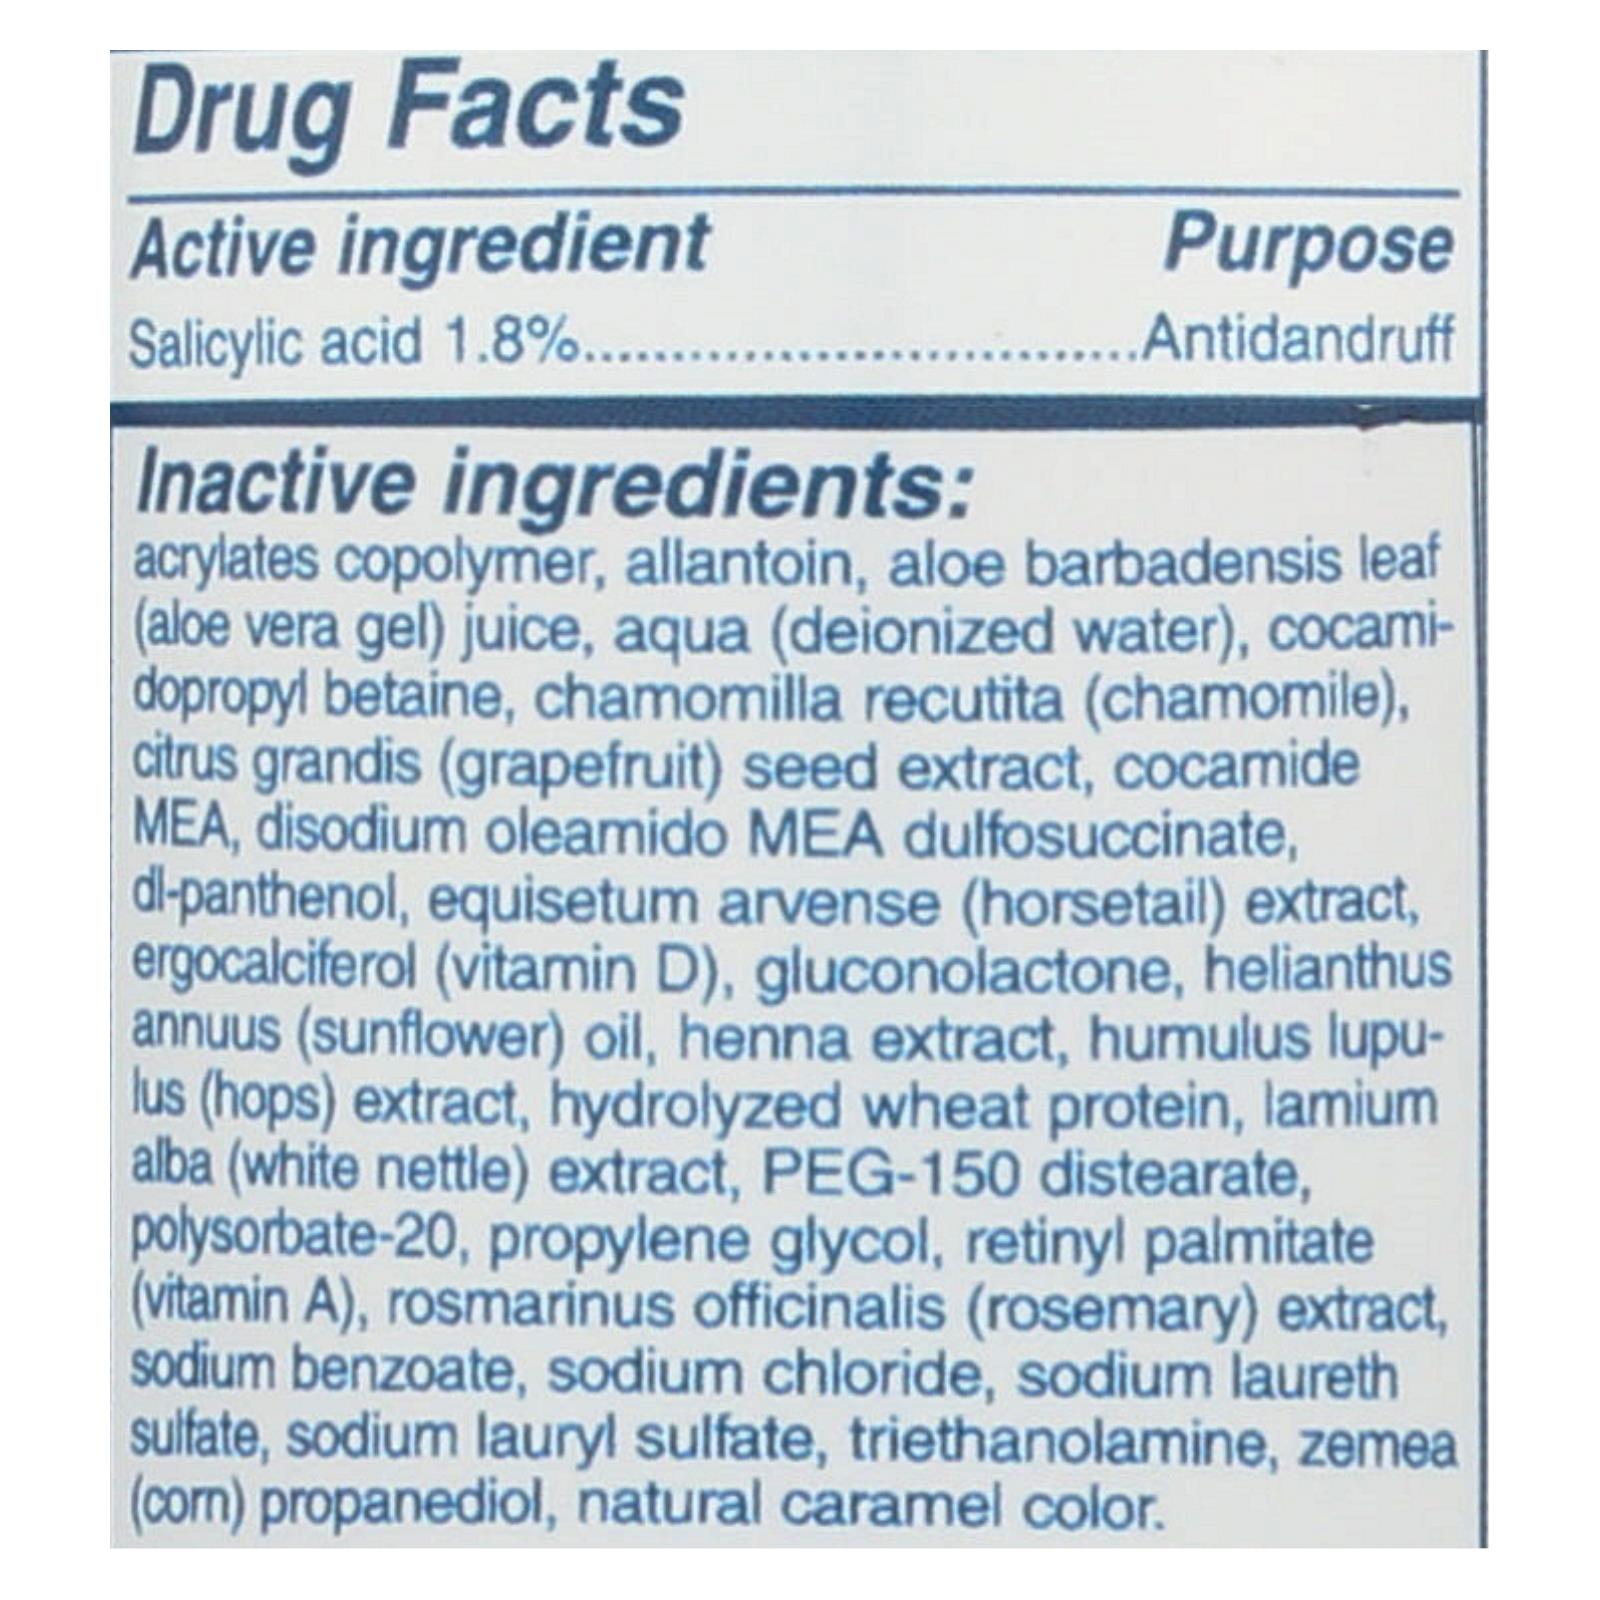 Drug Facts
Active ingredient Purpose
Salicylic acid 1.8%......................................Antidandruff
Inactive ingredients:
acrylates copolymer, allantoin, aloe barbadensis leaf
(aloe vera gel) juice, aqua (deionized water), cocami-
dopropyl betaine, chamomilla recutita (chamomile),
citrus grandis (grapefruit) seed extract, cocamide
MEA, disodium oleamido MEA dulfosuccinate,
dl-panthenol, equisetum arvense (horsetail) extract,
ergocalciferol (vitamin D), gluconolactone, helianthus
annuus (sunflower) oil, henna extract, humulus lupu-
lus (hops) extract, hydrolyzed wheat protein, lamium
alba (white nettle) extract, PEG-150 distearate,
polysorbate-20, propylene glycol, retinyl palmitate
(vitamin A), rosmarinus officinalis (rosemary) extract,
sodium benzoate, sodium chloride, sodium laureth
sulfate, sodium lauryl sulfate, triethanolamine, zemea
(corn) propanediol, natural caramel color.